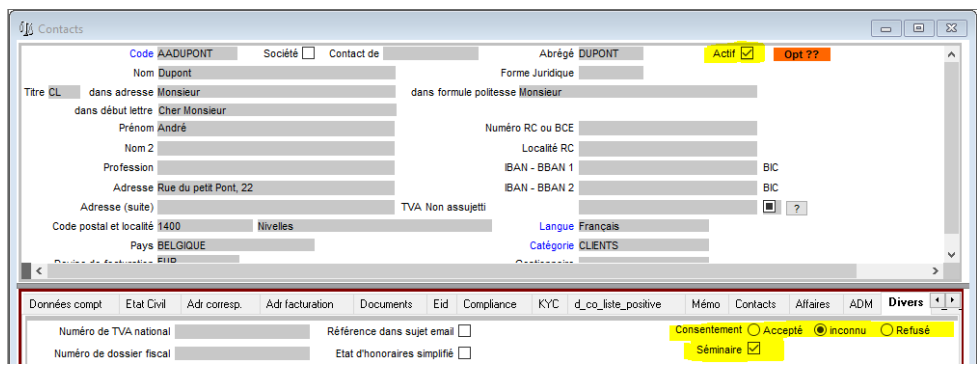 Contacts
Code AADUPONT Société Contact de Abrégé DUPONT Actif Opt ??
Nom Dupont Forme Juridique
Titre CL dans adresse Monsieur dans formule politesse Monsieur
dans début lettre Cher Monsieur
Prénom André Numéro RC ou BCE
Nom 2 Localité RC
Profession IBAN - BBAN 1 BIC
Adresse Rue du petit Pont, 22 IBAN - BBAN 2 BIC
Adresse (suite) TVA Non assujetti ?
Code postal et localité 1400 Nivelles Langue Français
Pays BELGIQUE Catégorie CLIENTS
Devise de facturation EUR Gestionnaire
Données compt Etat Civil Adr corresp. Adr facturation Documents Eid Compliance KYC d_co_liste_positive Mémo Contacts Affaires ADM Divers
Numéro de TVA national Référence dans sujet email Consentement Accepté inconnu Refusé
Numéro de dossier fiscal Etat d'honoraires simplifié Séminaire